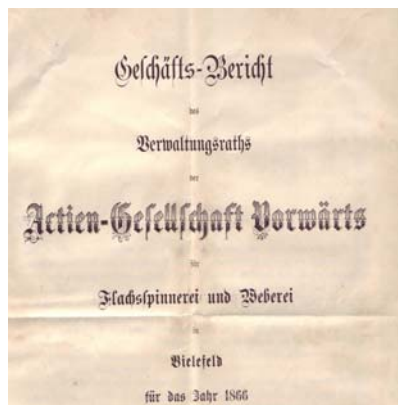 Geschäfts-Bericht
des
Verwaltungsraths
der
Actien-Gesellschaft Vorwärts
für
Flachsspinnerei und Weberei
in
Bielefeld
für das Jahr 1866